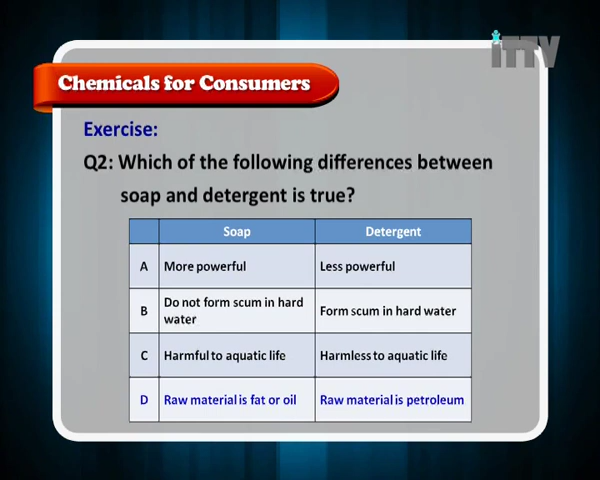 iTTV
Chemicals for Consumers
Exercise:
Q2: Which of the following differences between
soap and detergent is true?
Soap Detergent
A More powerful Less powerful
B Do not form scum in hard water Form scum in hard water
C Harmful to aquatic life Harmless to aquatic life
D Raw material is fat or oil Raw material is petroleum